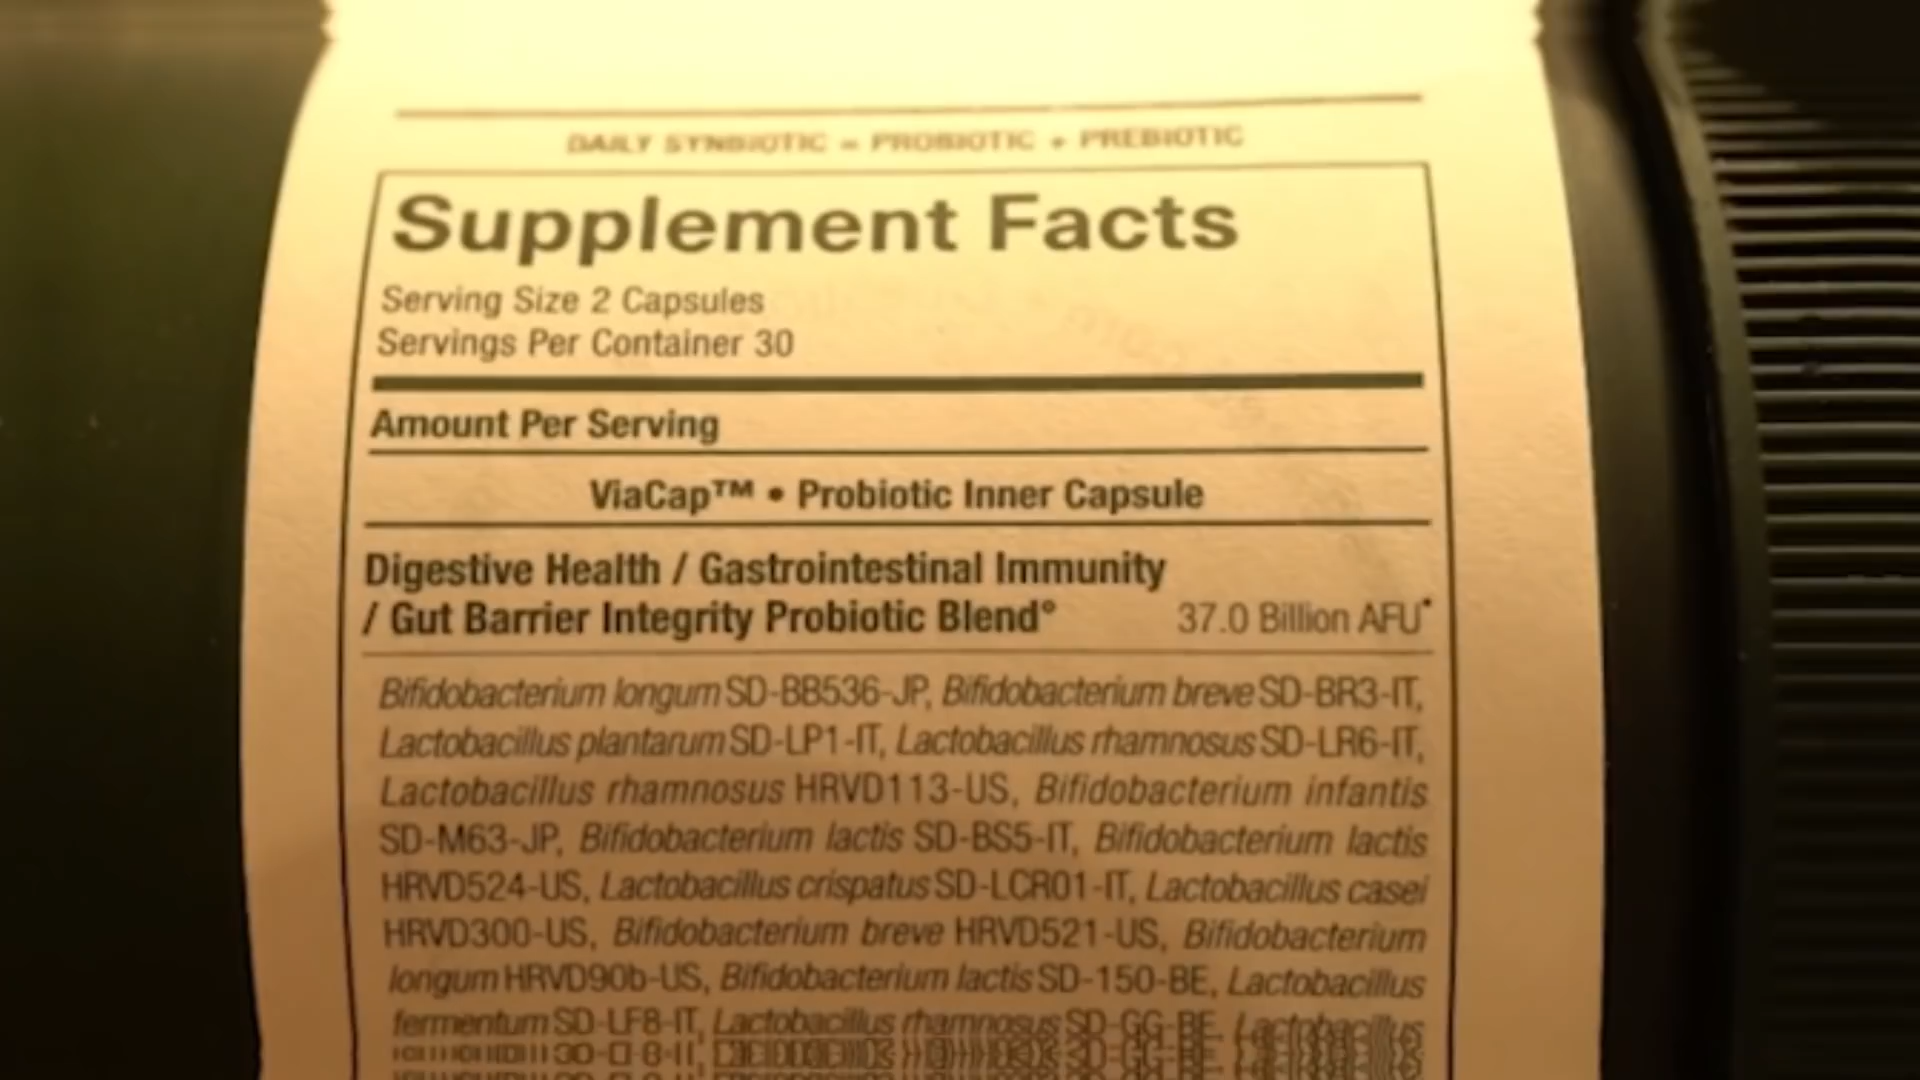 DAILY SYNBIOTIC = PROBIOTIC + PREBIOTIC
Supplement Facts
Serving Size 2 Capsules
Servings Per Container 30
Amount Per Serving
ViaCap™ • Probiotic Inner Capsule
Digestive Health / Gastrointestinal Immunity
/ Gut Barrier Integrity Probiotic Blend° 37.0 Billion AFU*
Bifidobacterium longum SD-BB536-JP, Bifidobacterium breve SD-BR3-IT,
Lactobacillus plantarum SD-LP1-IT, Lactobacillus rhamnosus SD-LR6-IT,
Lactobacillus rhamnosus HRVD113-US, Bifidobacterium infantis
SD-M63-JP, Bifidobacterium lactis SD-BS5-IT, Bifidobacterium lactis
HRVD524-US, Lactobacillus crispatus SD-LCR01-IT, Lactobacillus casei
HRVD300-US, Bifidobacterium breve HRVD521-US, Bifidobacterium
longum HRVD90b-US, Bifidobacterium lactis SD-150-BE, Lactobacillus
fermentum SD-LF8-IT, Lactobacillus rhamnosus SD-GG-BE, Lactobacillus